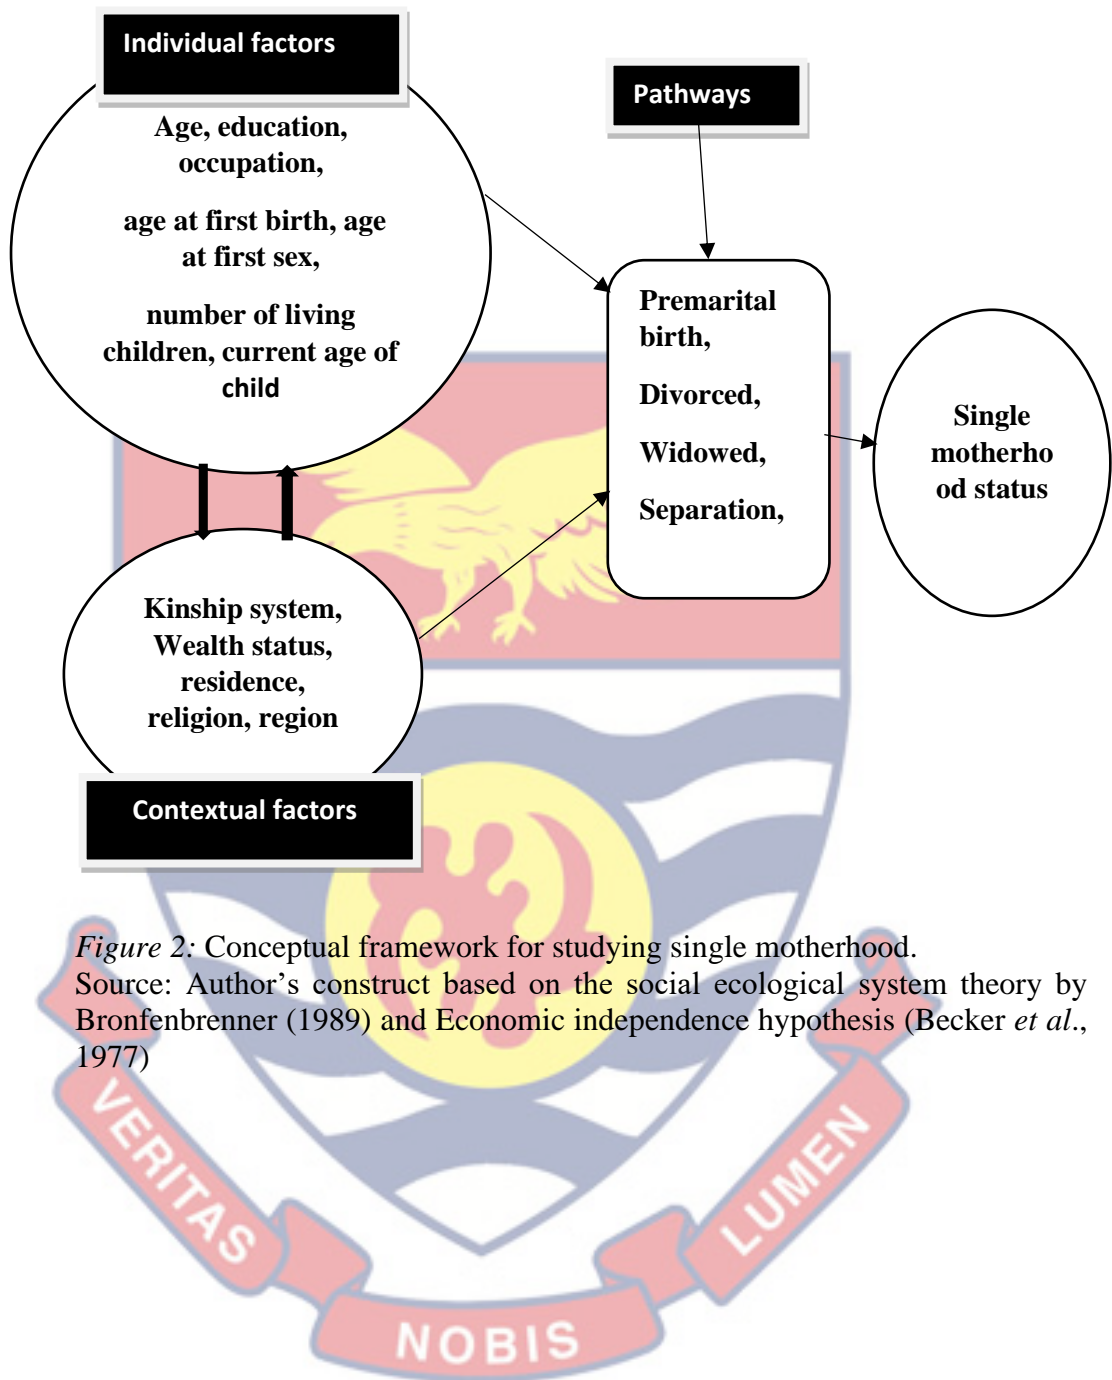 Individual factors
Age, education,
occupation,
age at first birth, age
at first sex,
number of living
children, current age of
child
Pathways
Premarital
birth,
Divorced,
Widowed,
Separation,
Single
motherho
od status
Kinship system,
Wealth status,
residence,
religion, region
Contextual factors
Figure 2: Conceptual framework for studying single motherhood.
Source: Author’s construct based on the social ecological system theory by
Bronfenbrenner (1989) and Economic independence hypothesis (Becker et al.,
1977)
VERITAS
NOBIS
LUMEN